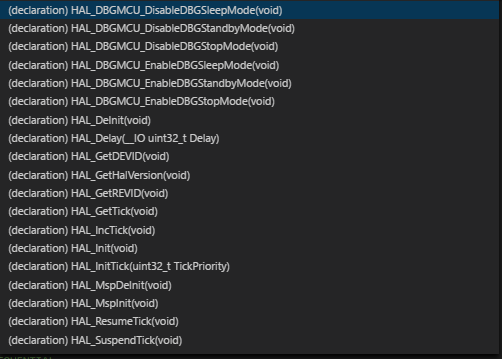 (declaration) HAL_DBGMCU_DisableDBGSleepMode(void)
(declaration) HAL_DBGMCU_DisableDBGStandbyMode(void)
(declaration) HAL_DBGMCU_DisableDBGStopMode(void)
(declaration) HAL_DBGMCU_EnableDBGSleepMode(void)
(declaration) HAL_DBGMCU_EnableDBGStandbyMode(void)
(declaration) HAL_DBGMCU_EnableDBGStopMode(void)
(declaration) HAL_DeInit(void)
(declaration) HAL_Delay(__IO uint32_t Delay)
(declaration) HAL_GetDEVID(void)
(declaration) HAL_GetHalVersion(void)
(declaration) HAL_GetREVID(void)
(declaration) HAL_GetTick(void)
(declaration) HAL_IncTick(void)
(declaration) HAL_Init(void)
(declaration) HAL_InitTick(uint32_t TickPriority)
(declaration) HAL_MspDeInit(void)
(declaration) HAL_MspInit(void)
(declaration) HAL_ResumeTick(void)
(declaration) HAL_SuspendTick(void)